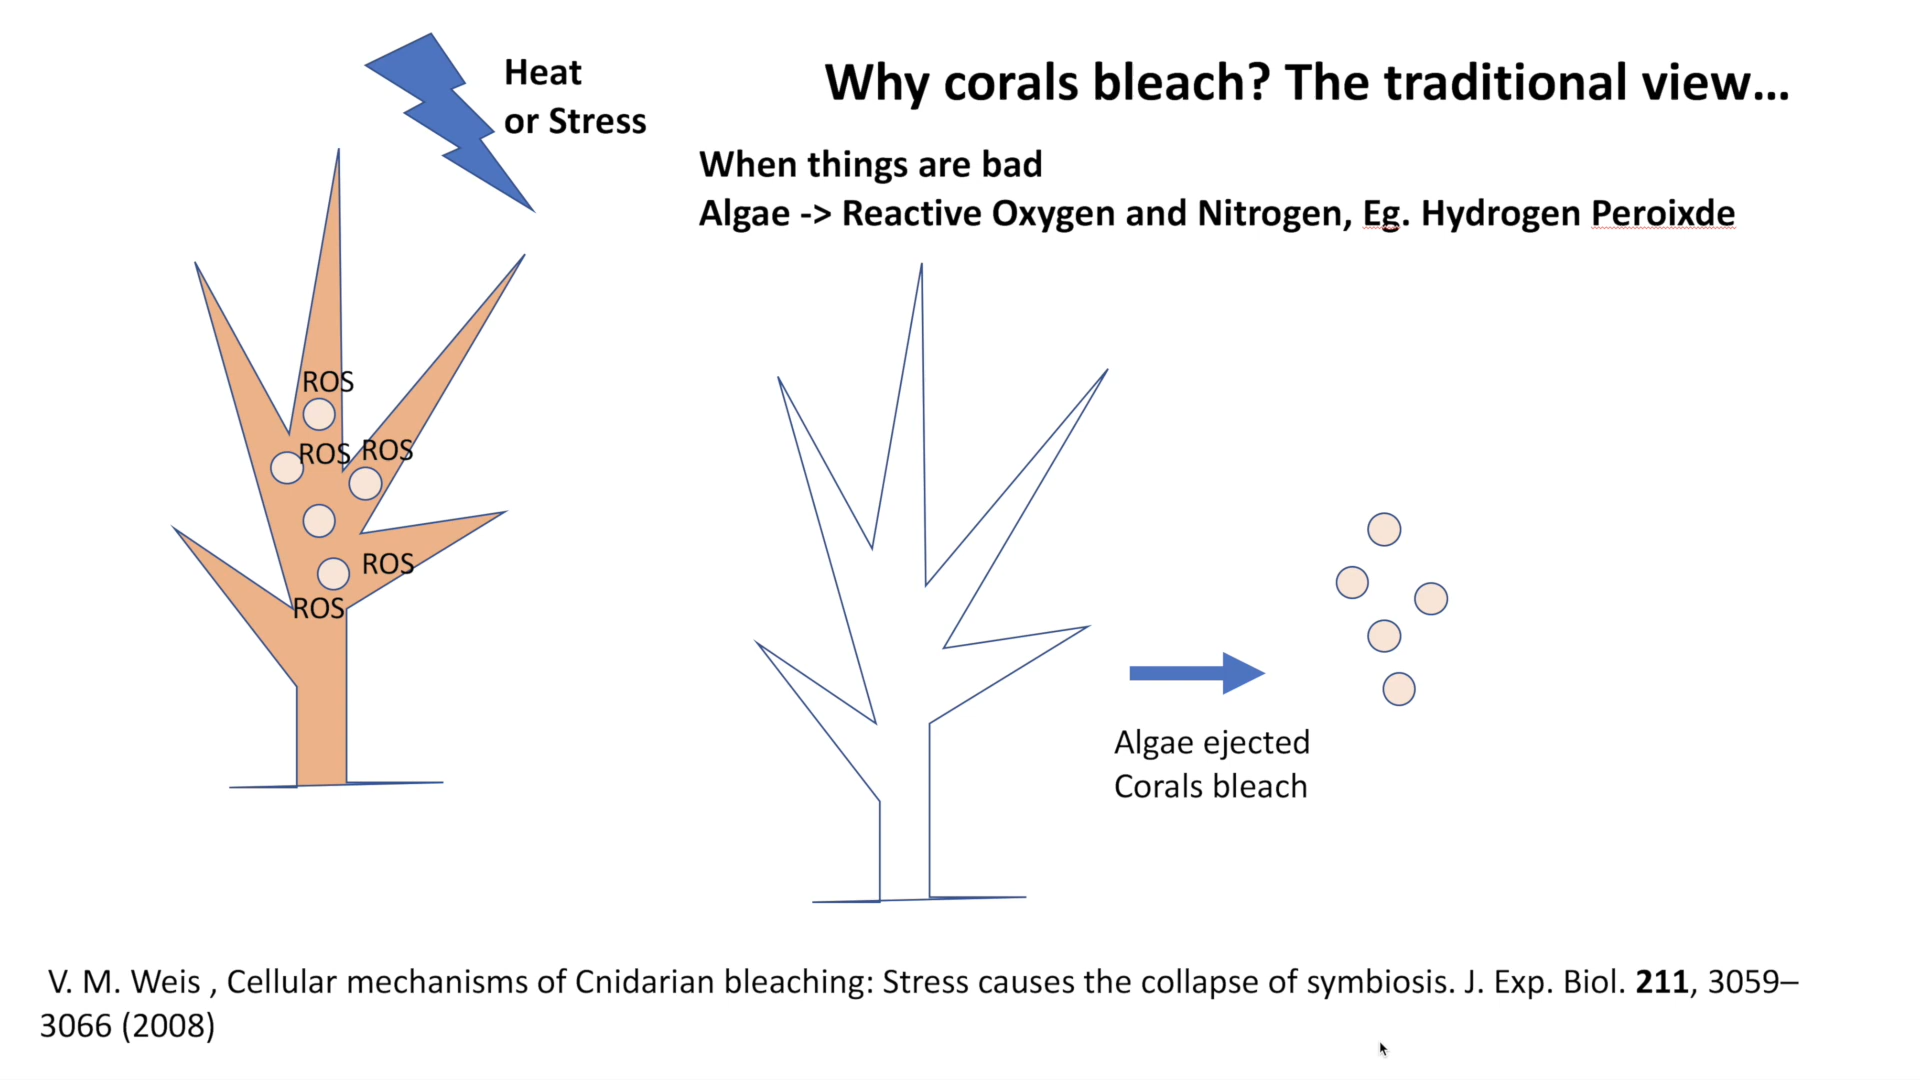 Heat
or Stress
Why corals bleach? The traditional view...
When things are bad
Algae -> Reactive Oxygen and Nitrogen, Eg. Hydrogen Peroixde
ROS
ROS
ROS
ROS
ROS
Algae ejected
Corals bleach
V. M. Weis , Cellular mechanisms of Cnidarian bleaching: Stress causes the collapse of symbiosis. J. Exp. Biol. 211, 3059–
3066 (2008)